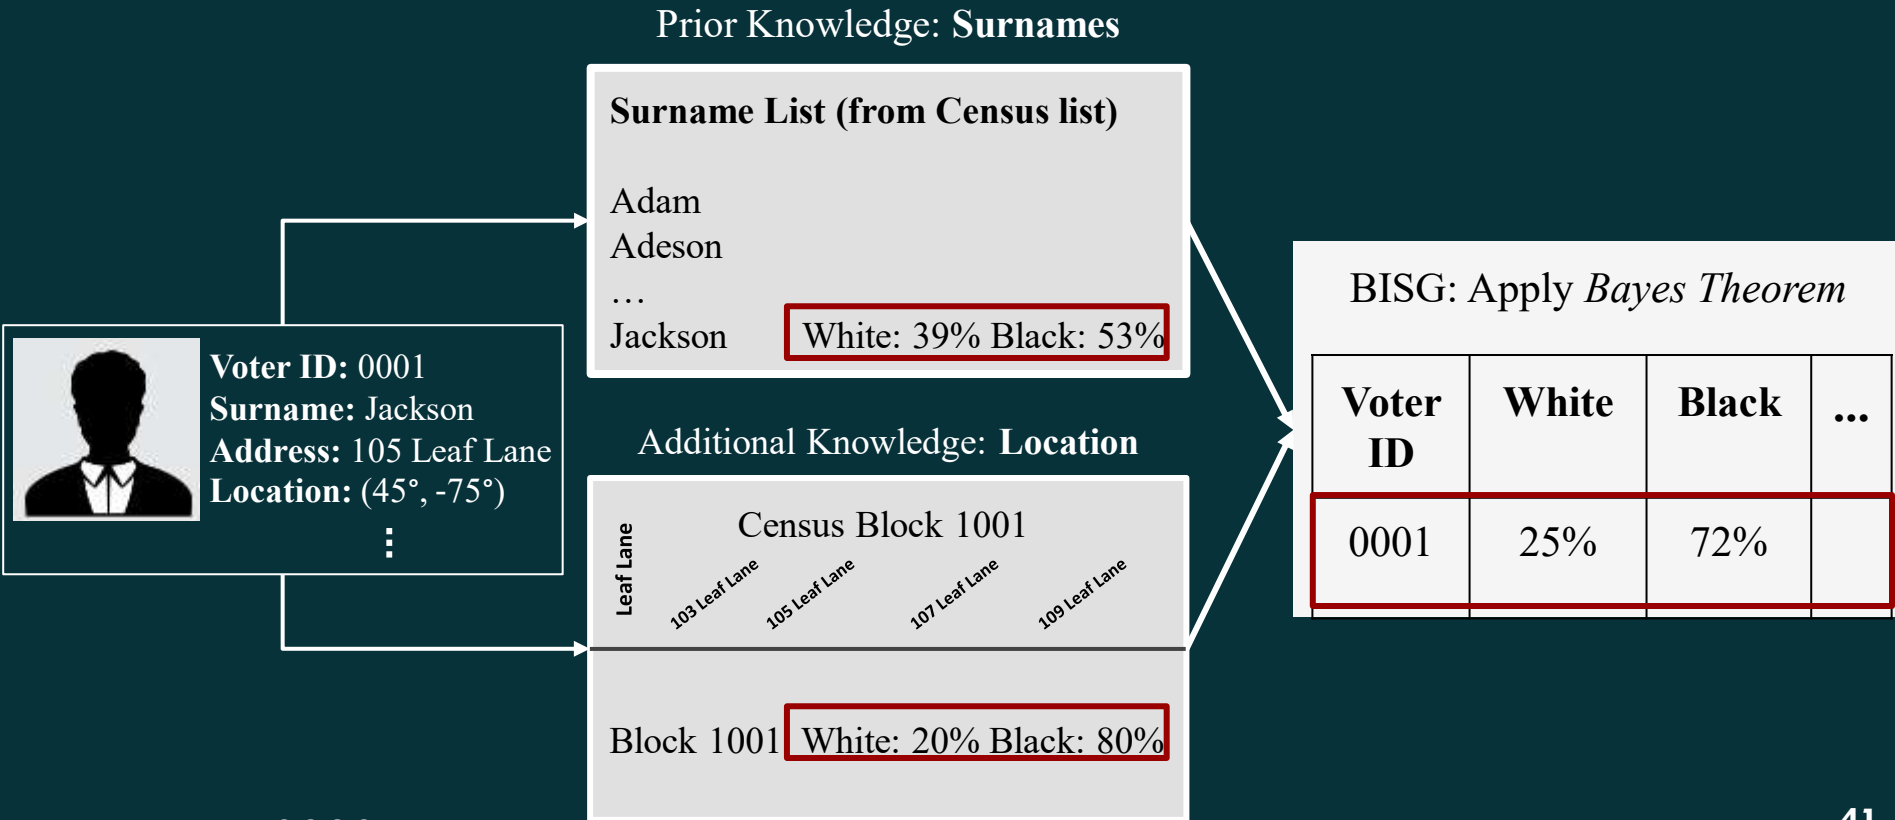 Prior Knowledge: Surnames
Surname List (from Census list)
Adam
Adeson
…
Jackson White: 39% Black: 53%
Voter ID: 0001
Surname: Jackson
Address: 105 Leaf Lane
Location: (45°, -75°)
⋮
Additional Knowledge: Location
Census Block 1001
Leaf Lane
103 Leaf Lane
105 Leaf Lane
107 Leaf Lane
109 Leaf Lane
Block 1001 White: 20% Black: 80%
BISG: Apply Bayes Theorem
Voter ID White Black ...
0001 25% 72%
41